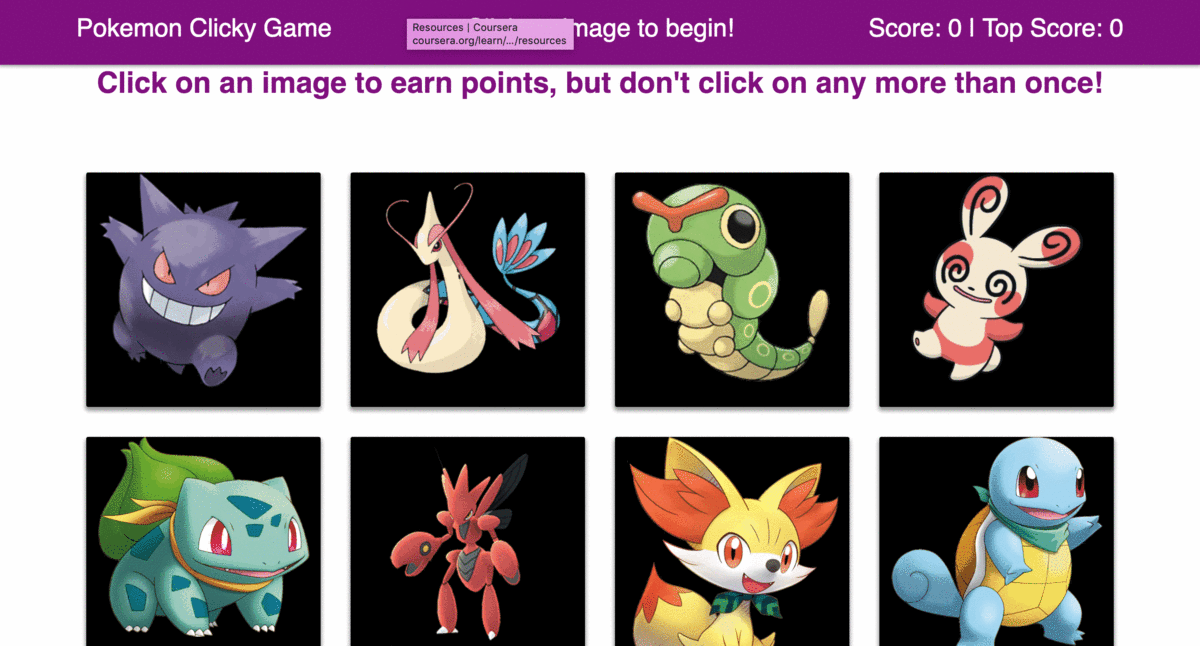 Pokemon Clicky Game
Resources | Coursera
coursera.org/learn/.../resources
image to begin!
Score: 0 | Top Score: 0
Click on an image to earn points, but don't click on any more than once!